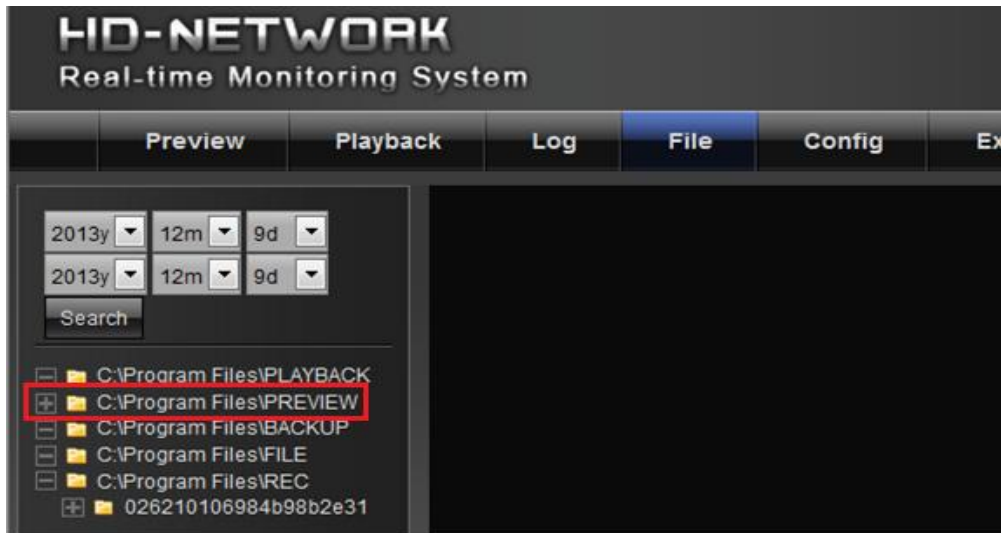 HD-NETWORK
Real-time Monitoring System
Preview Playback Log File Config Ex
2013y 12m 9d
2013y 12m 9d
Search
C:\Program Files\PLAYBACK
C:\Program Files\PREVIEW
C:\Program Files\BACKUP
C:\Program Files\FILE
C:\Program Files\REC
026210106984b98b2e31